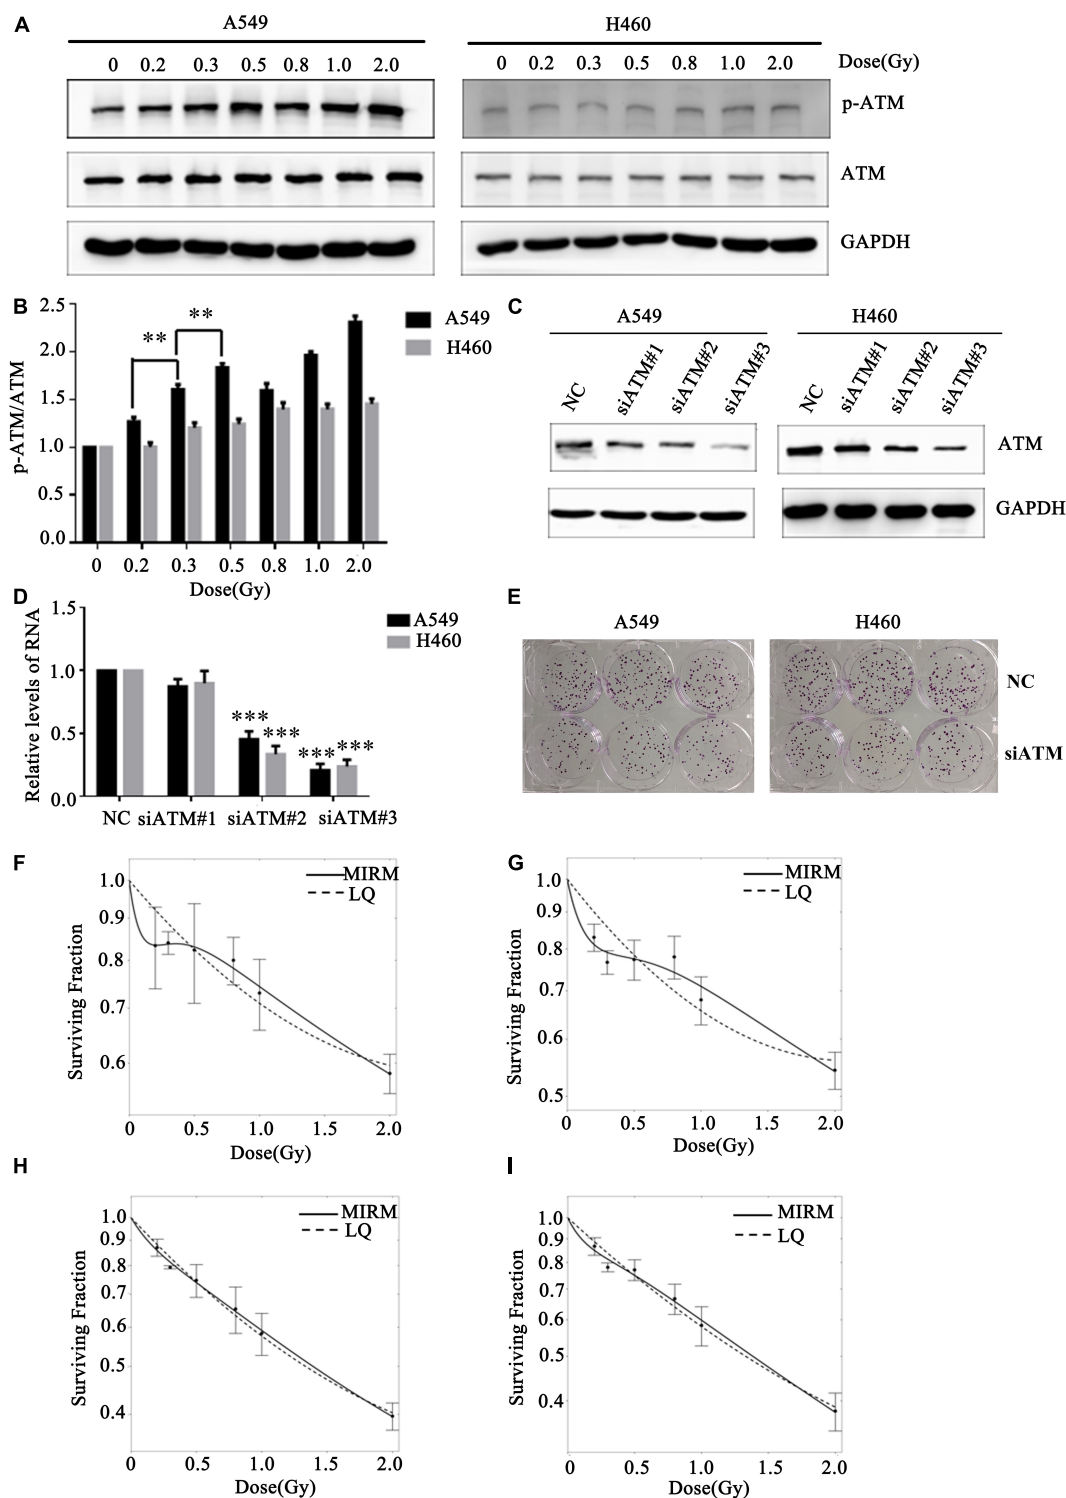 A
A549
H460
0 0.2 0.3 0.5 0.8 1.0 2.0
0 0.2 0.3 0.5 0.8 1.0 2.0
Dose(Gy)
p-ATM
ATM
GAPDH
B
p-ATM/ATM
2.5
2.0
1.5
1.0
0.5
0.0
**
**
A549
H460
0 0.2 0.3 0.5 0.8 1.0 2.0
Dose(Gy)
C
A549
H460
NC siATM#1 siATM#2 siATM#3
NC siATM#1 siATM#2 siATM#3
ATM
GAPDH
D
Relative levels of RNA
1.5
1.0
0.5
0.0
A549
H460
***
***
***
***
NC siATM#1 siATM#2 siATM#3
E
A549
H460
NC
siATM
F
MIRM
LQ
Surviving Fraction
1.0
0.9
0.8
0.7
0.6
0 0.5 1.0 1.5 2.0
Dose(Gy)
G
MIRM
LQ
Surviving Fraction
1.0
0.9
0.8
0.7
0.6
0.5
0 0.5 1.0 1.5 2.0
Dose(Gy)
H
MIRM
LQ
Surviving Fraction
1.0
0.9
0.8
0.7
0.6
0.5
0.4
0 0.5 1.0 1.5 2.0
Dose(Gy)
I
MIRM
LQ
Surviving Fraction
1.0
0.9
0.8
0.7
0.6
0.5
0.4
0 0.5 1.0 1.5 2.0
Dose(Gy)